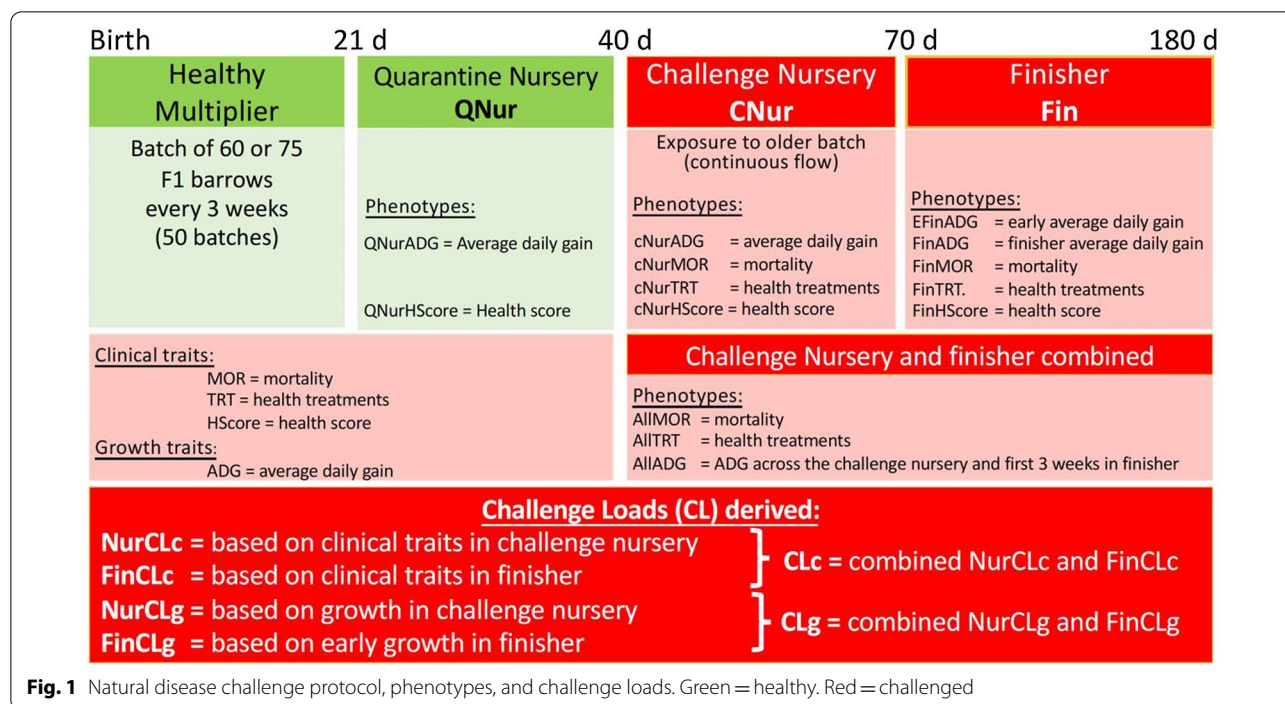 Birth 21 d 40 d 70 d 180 d
Healthy
Multiplier
Batch of 60 or 75
F1 barrows
every 3 weeks
(50 batches)
Quarantine Nursery
QNur
Phenotypes:
QNurADG = Average daily gain
QNurHScore = Health score
Challenge Nursery
CNur
Exposure to older batch
(continuous flow)
Phenotypes:
cNurADG = average daily gain
cNurMOR = mortality
cNurTRT = health treatments
cNurHScore = health score
Finisher
Fin
Phenotypes:
EFinADG = early average daily gain
FinADG = finisher average daily gain
FinMOR = mortality
FinTRT. = health treatments
FinHScore = health score
Clinical traits:
MOR = mortality
TRT = health treatments
HScore = health score
Growth traits:
ADG = average daily gain
Challenge Nursery and finisher combined
Phenotypes:
AllMOR = mortality
AllTRT = health treatments
AllADG = ADG across the challenge nursery and first 3 weeks in finisher
Challenge Loads (CL) derived:
NurCLc = based on clinical traits in challenge nursery
FinCLc = based on clinical traits in finisher
CLc = combined NurCLc and FinCLc
NurCLg = based on growth in challenge nursery
FinCLg = based on early growth in finisher
CLg = combined NurCLg and FinCLg
Fig. 1 Natural disease challenge protocol, phenotypes, and challenge loads. Green = healthy. Red = challenged